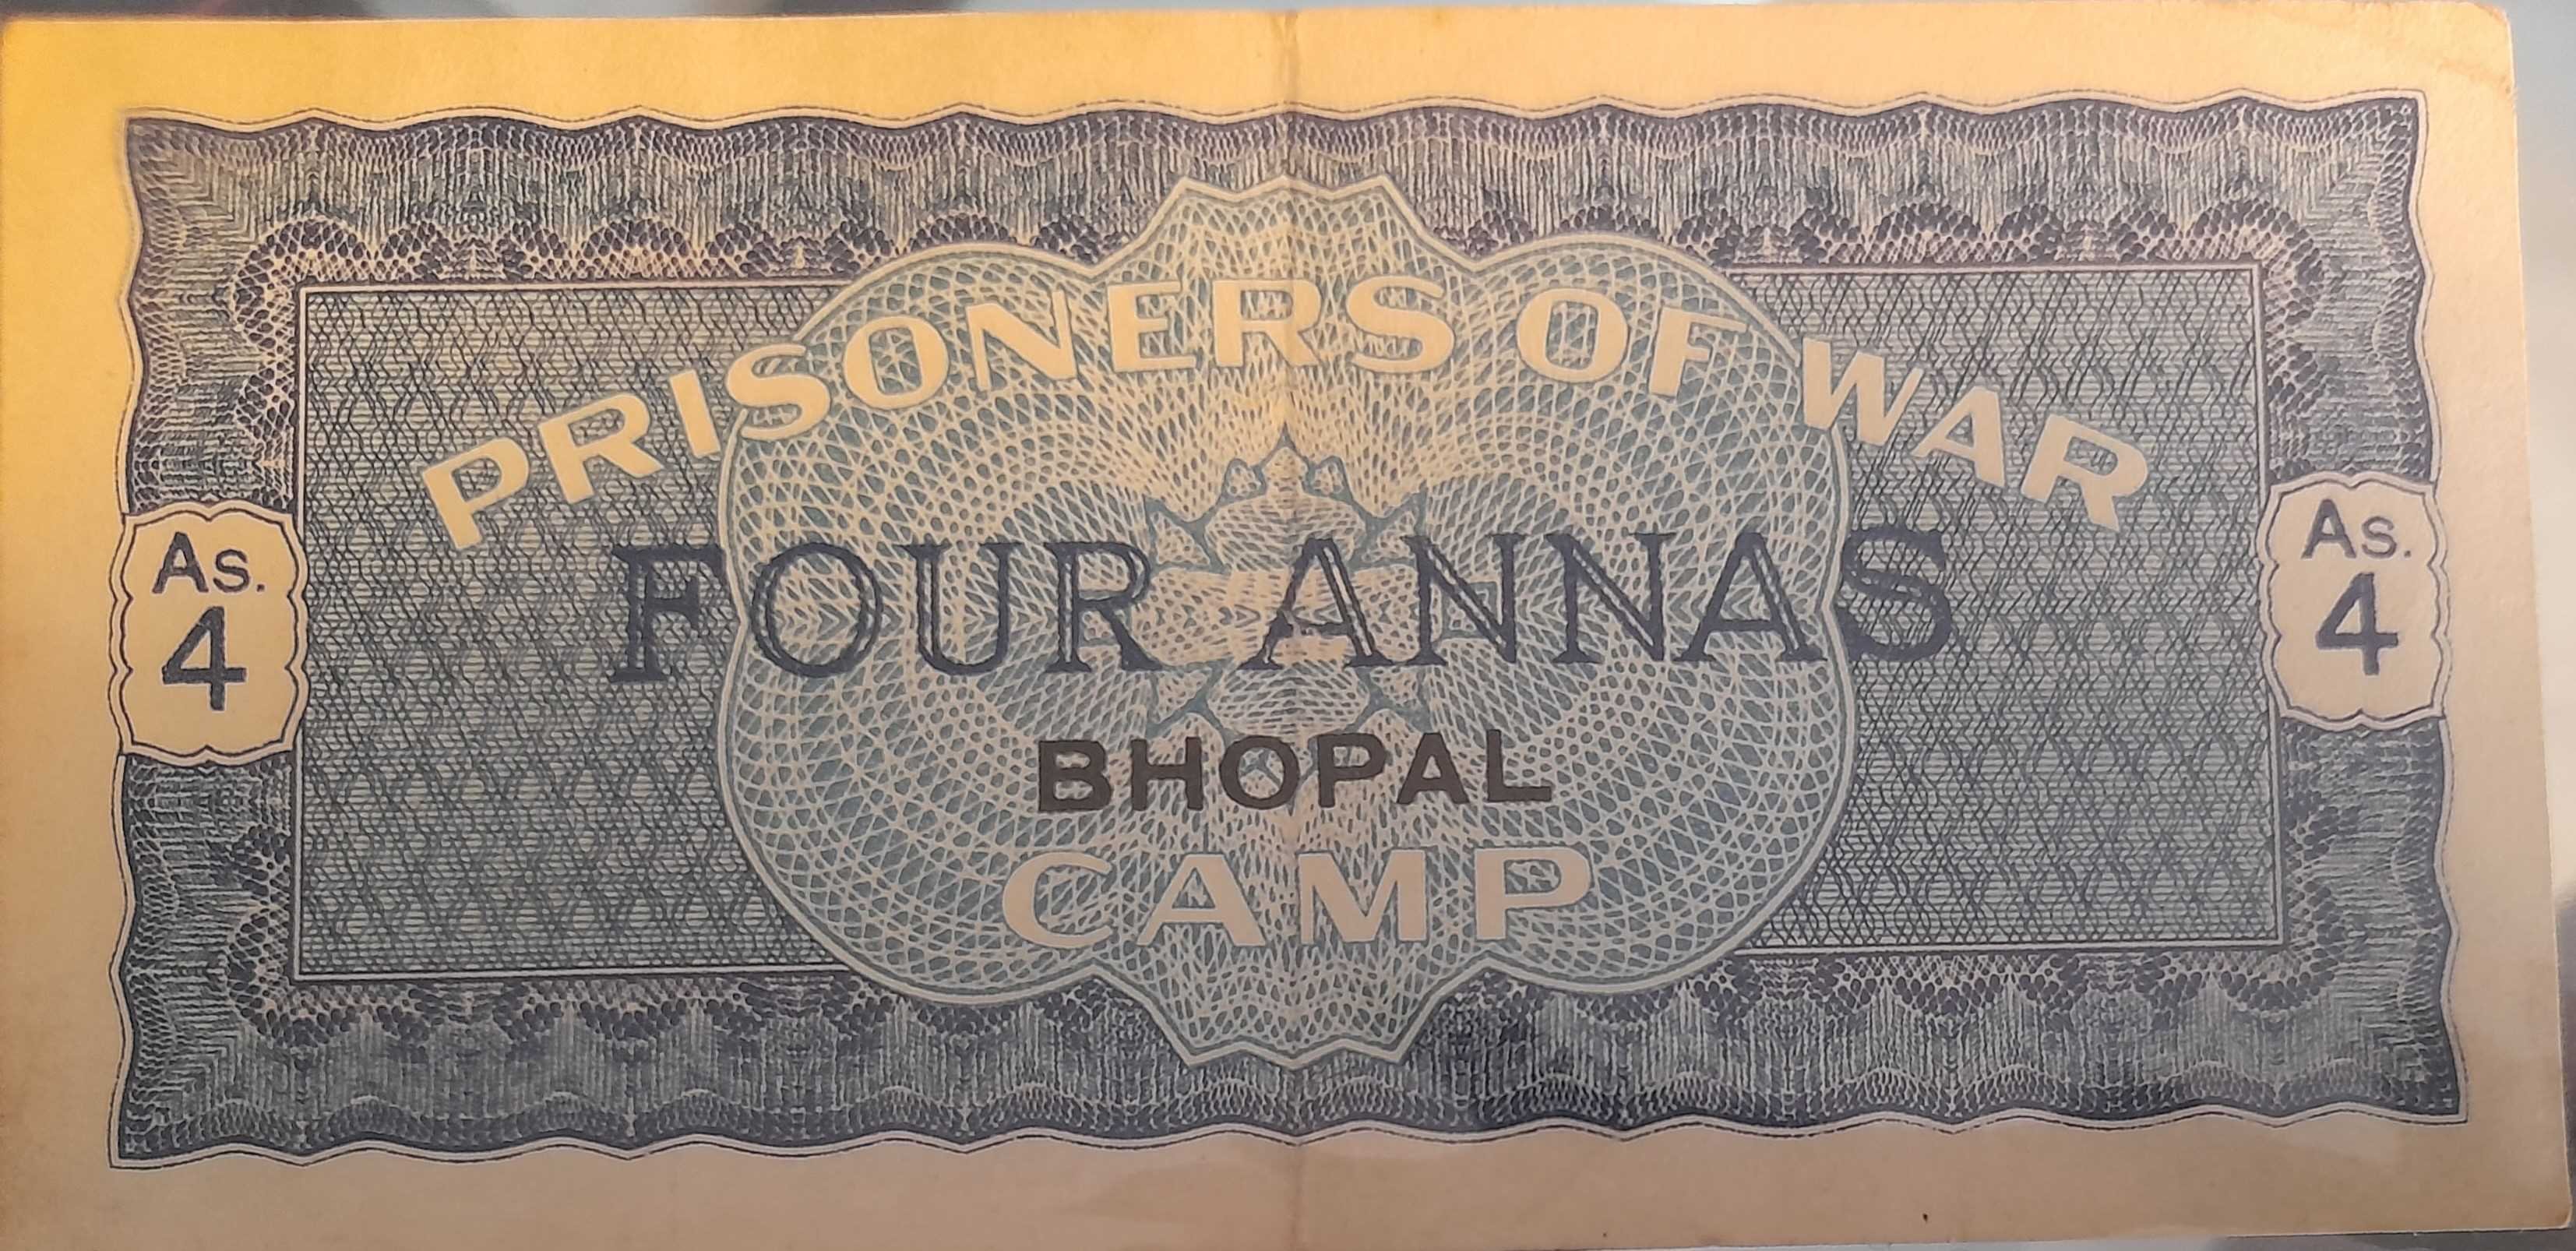 PRISONERS OF WAR
As.
4
FOUR ANNAS
As.
4
BHOPAL
CAMP